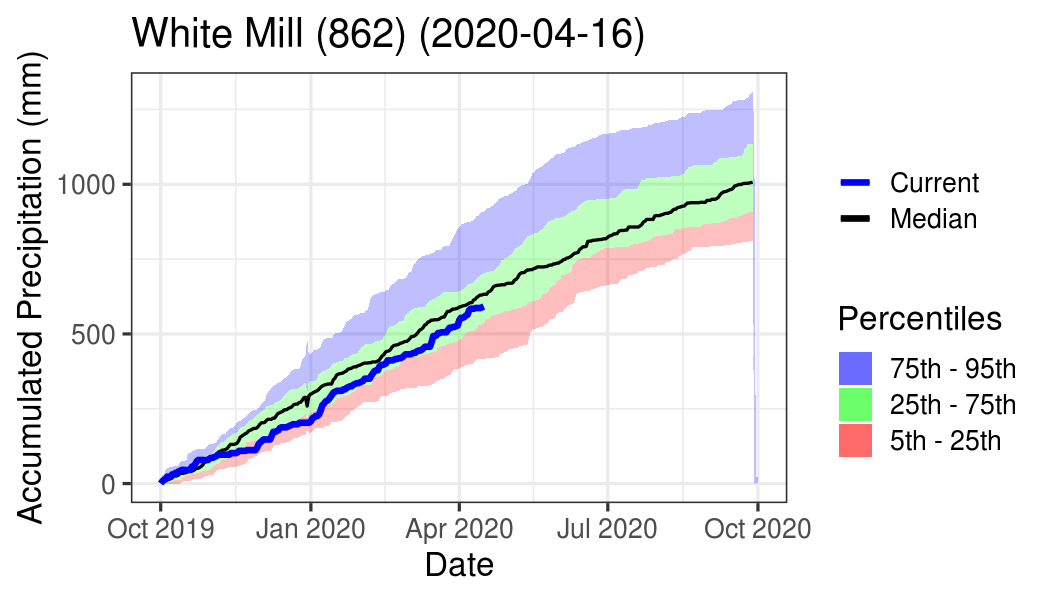 White Mill (862) (2020-04-16)
Accumulated Precipitation (mm)
1000
500
0
Oct 2019 Jan 2020 Apr 2020 Jul 2020 Oct 2020
Date
Current
Median
Percentiles
75th - 95th
25th - 75th
5th - 25th